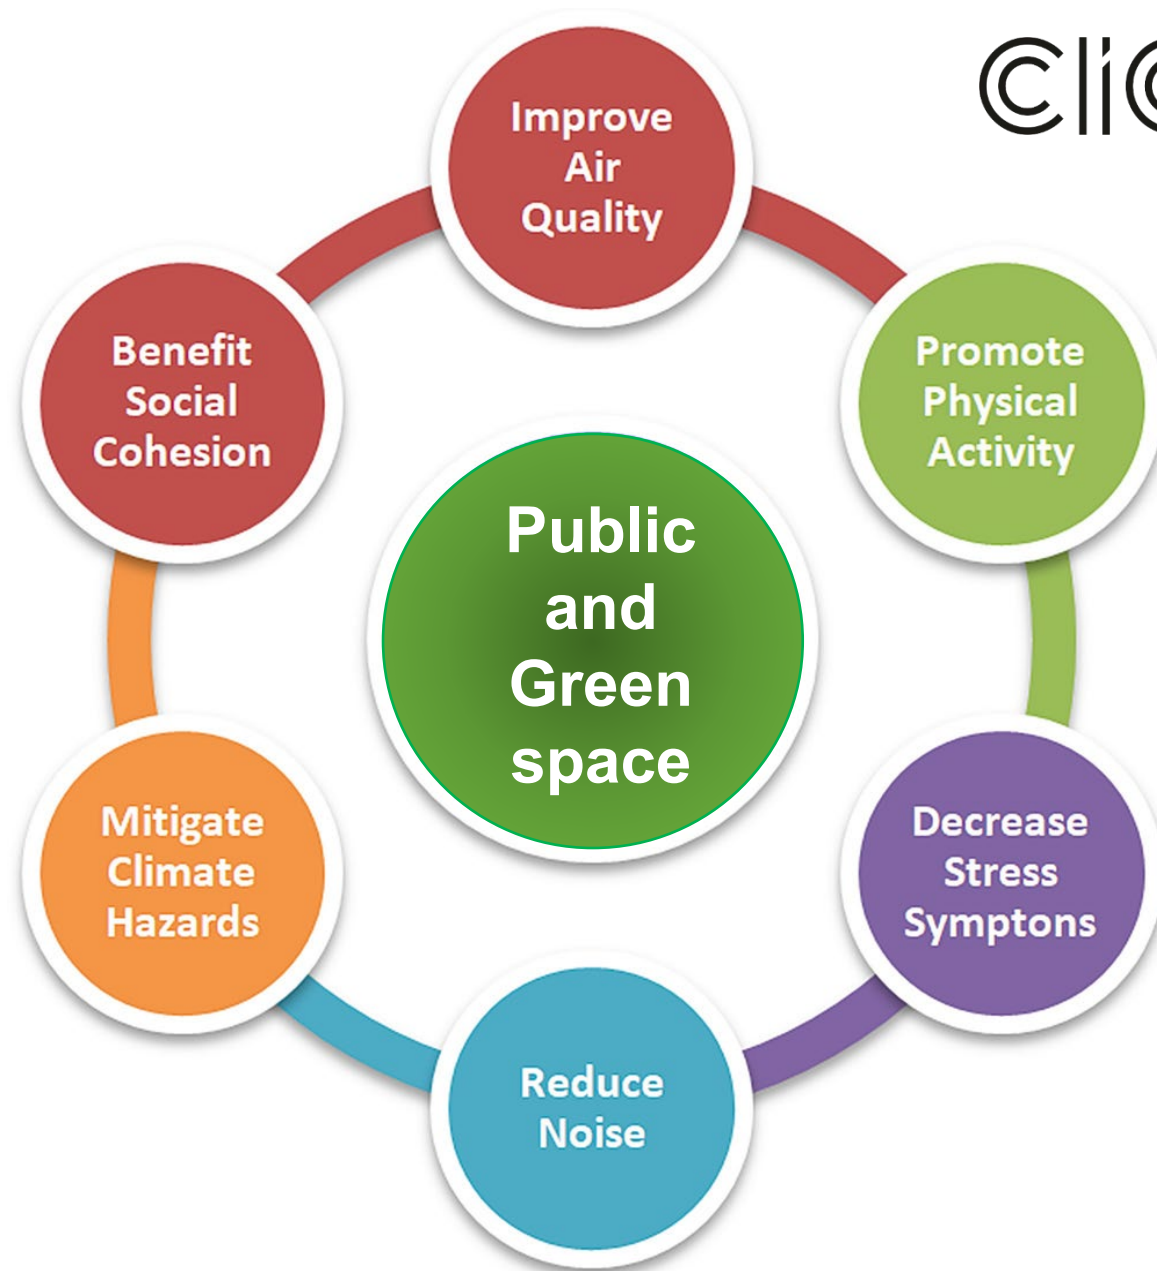 Improve
Air
Quality
Promote
Physical
Activity
Decrease
Stress
Symptons
Reduce
Noise
Mitigate
Climate
Hazards
Benefit
Social
Cohesion
Public
and
Green
space